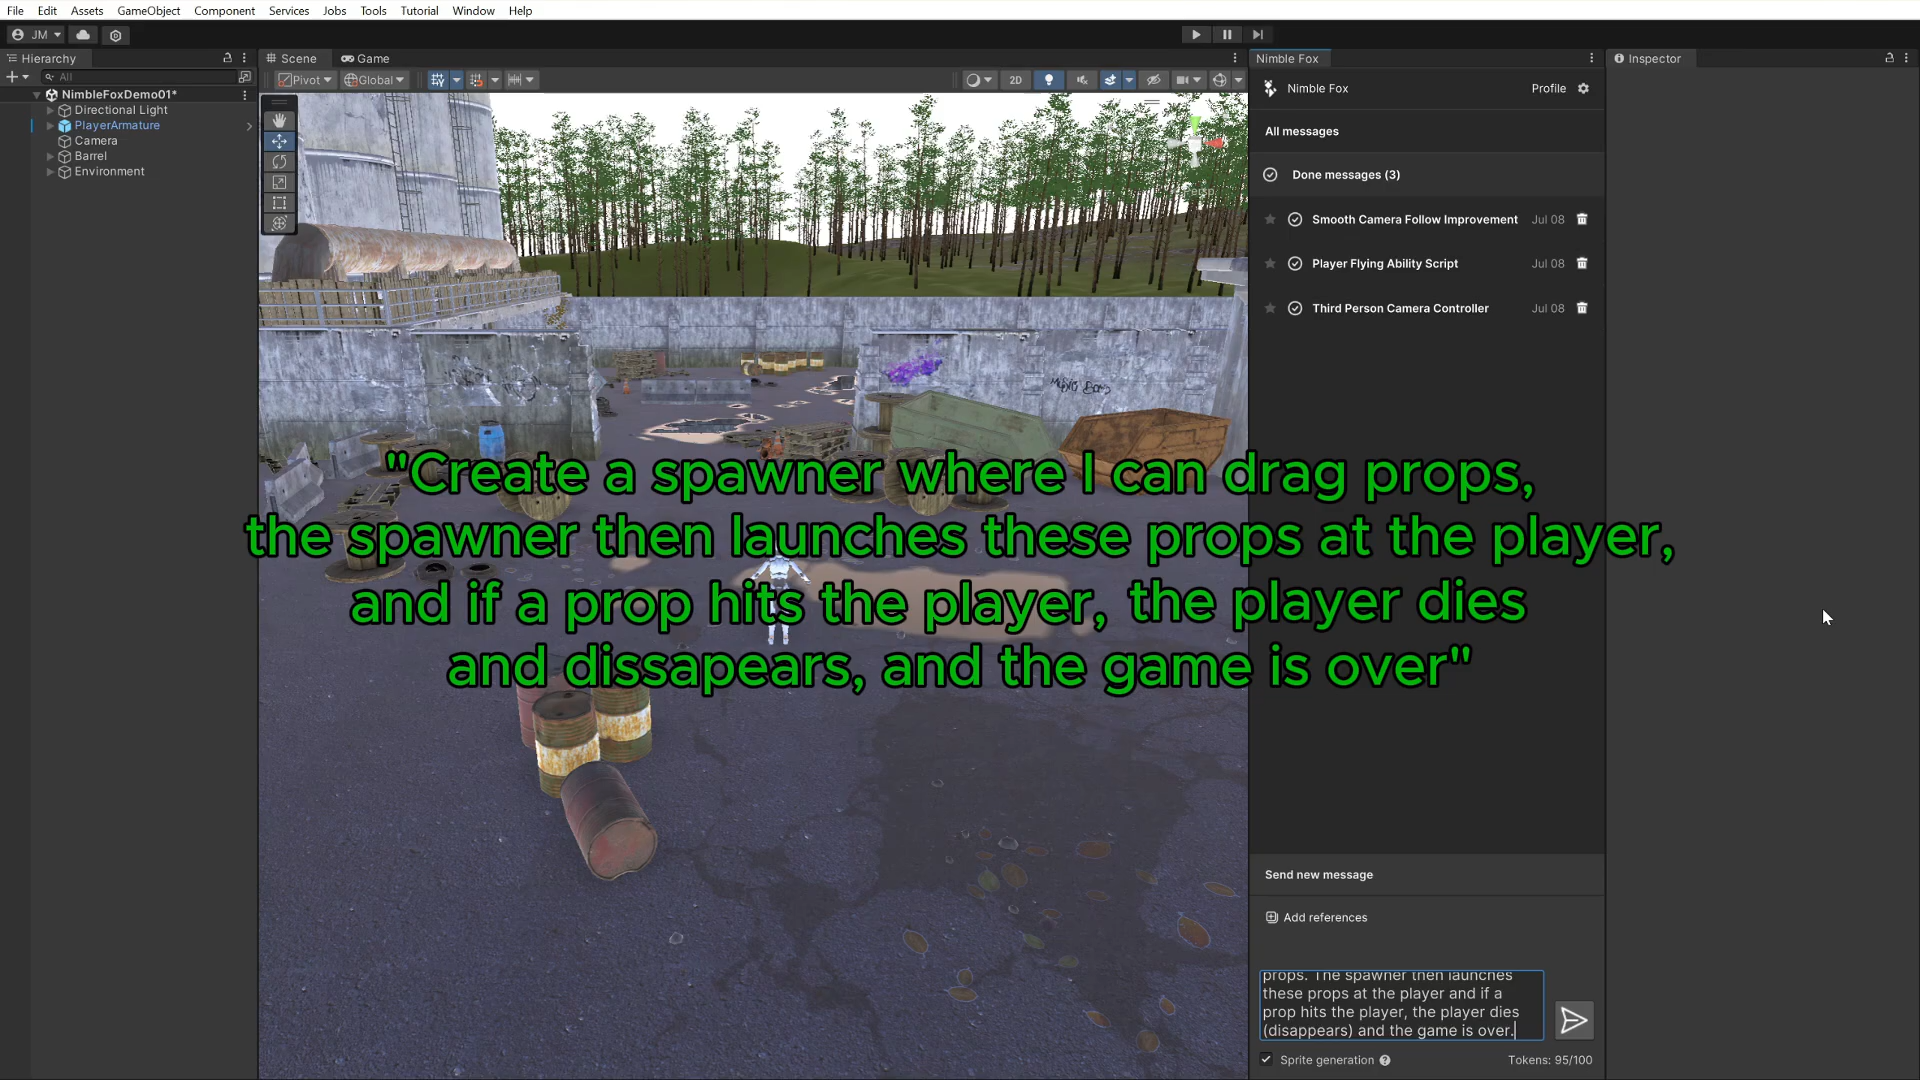 File Edit Assets GameObject Component Services Jobs Tools Tutorial Window Help
JM
Hierarchy
All
NimbleFoxDemo01*
Directional Light
PlayerArmature
Camera
Barrel
Environment
Scene Game
Pivot Global 2D
Persp
"Create a spawner where I can drag props,
the spawner then launches these props at the player,
and if a prop hits the player, the player dies
and dissapears, and the game is over"
Nimble Fox
Nimble Fox Profile
All messages
Done messages (3)
Smooth Camera Follow Improvement Jul 08
Player Flying Ability Script Jul 08
Third Person Camera Controller Jul 08
Send new message
Add references
props. The spawner then launches
these props at the player and if a
prop hits the player, the player dies
(disappears) and the game is over.
Sprite generation Tokens: 95/100
Inspector